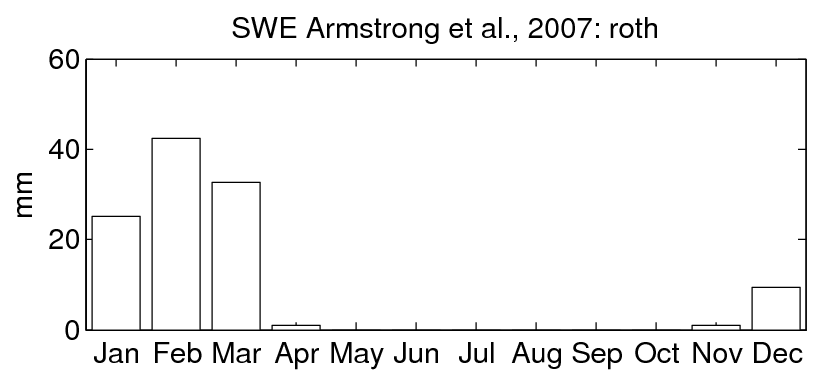 SWE Armstrong et al., 2007: roth
60
40
20
0
mm
Jan Feb Mar Apr May Jun Jul Aug Sep Oct Nov Dec